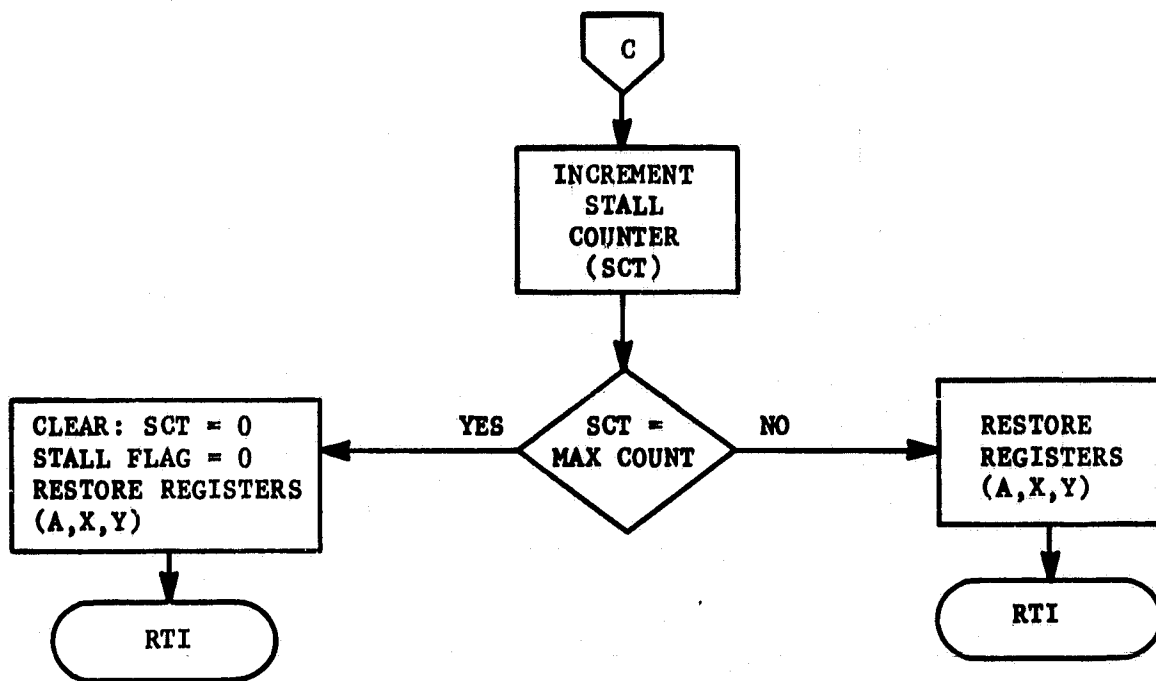 C
INCREMENT
STALL
COUNTER
(SCT)
SCT =
MAX COUNT
YES
NO
CLEAR: SCT = 0
STALL FLAG = 0
RESTORE REGISTERS
(A,X,Y)
RTI
RESTORE
REGISTERS
(A,X,Y)
RTI